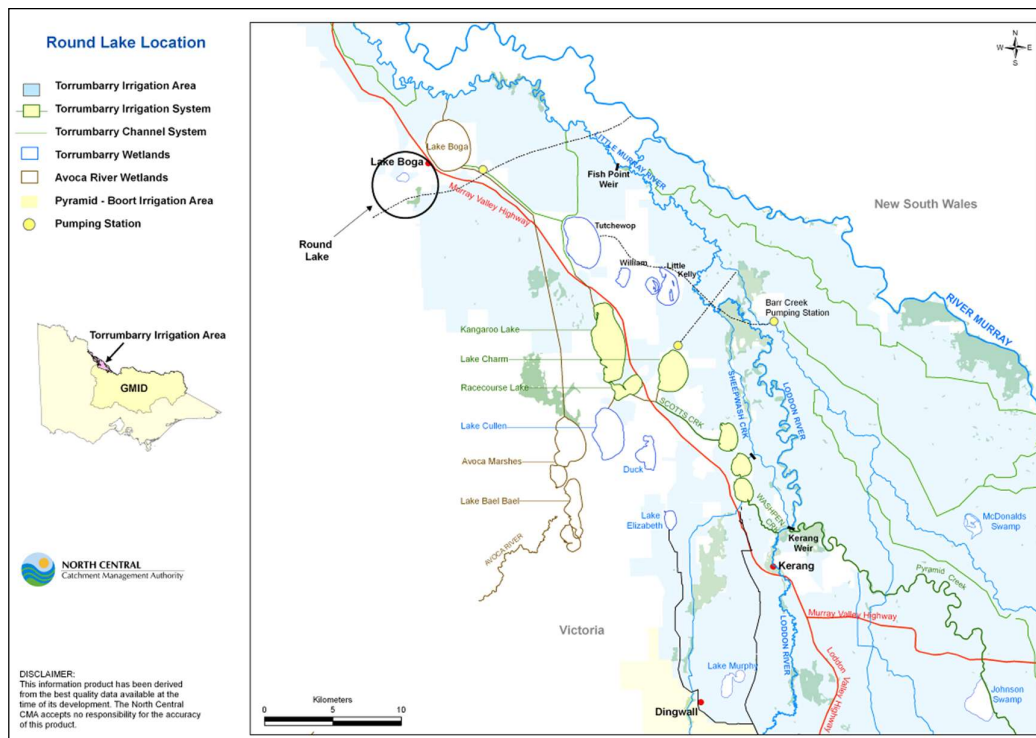 Round Lake Location
Torrumbarry Irrigation Area
Torrumbarry Irrigation System
Torrumbarry Channel System
Torrumbarry Wetlands
Avoca River Wetlands
Pyramid - Boort Irrigation Area
Pumping Station
Torrumbarry Irrigation Area
GMID
NORTH CENTRAL
Catchment Management Authority
DISCLAIMER:
This information product has been derived
from the best quality data available at the
time of its development. The North Central
CMA accepts no responsibility for the accuracy
of this product.
N
W
E
S
Lake Boga
Lake Boga
Round
Lake
Murray Valley Highway
LITTLE MURRAY RIVER
Fish Point
Weir
New South Wales
Tutchewop
William
Little
Kelly
Barr Creek
Pumping Station
RIVER MURRAY
Kangaroo Lake
Lake Charm
Racecourse Lake
SCOTTS CRK
SHEEPWASH CRK
LODDON RIVER
Lake Cullen
Duck
Avoca Marshes
Lake Bael Bael
AVOCA RIVER
Lake
Elizabeth
WASHPEN
CRK
Kerang
Weir
McDonalds
Swamp
Kerang
Pyramid Creek
Murray Valley Highway
Victoria
LODDON RIVER
Loddon
Valley Highway
Lake Murphy
Johnson
Swamp
Dingwall
Kilometers
0
5
10